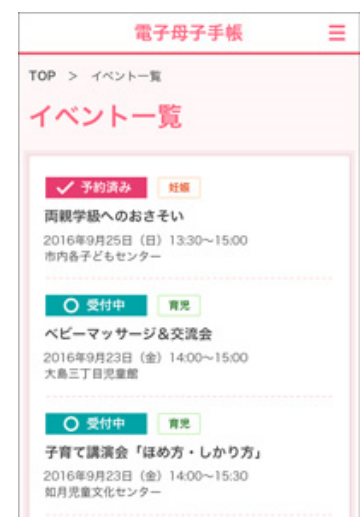 電子母子手帳
TOP > イベント一覧
イベント一覧
予約済み 妊娠
両親学級へのおさそい
2016年9月25日（日）13:30～15:00
市内各子どもセンター
受付中 育児
ベビーマッサージ＆交流会
2016年9月23日（金）14:00～15:00
大島三丁目児童館
受付中 育児
子育て講演会「ほめ方・しかり方」
2016年9月23日（金）14:00～15:30
如月児童文化センター